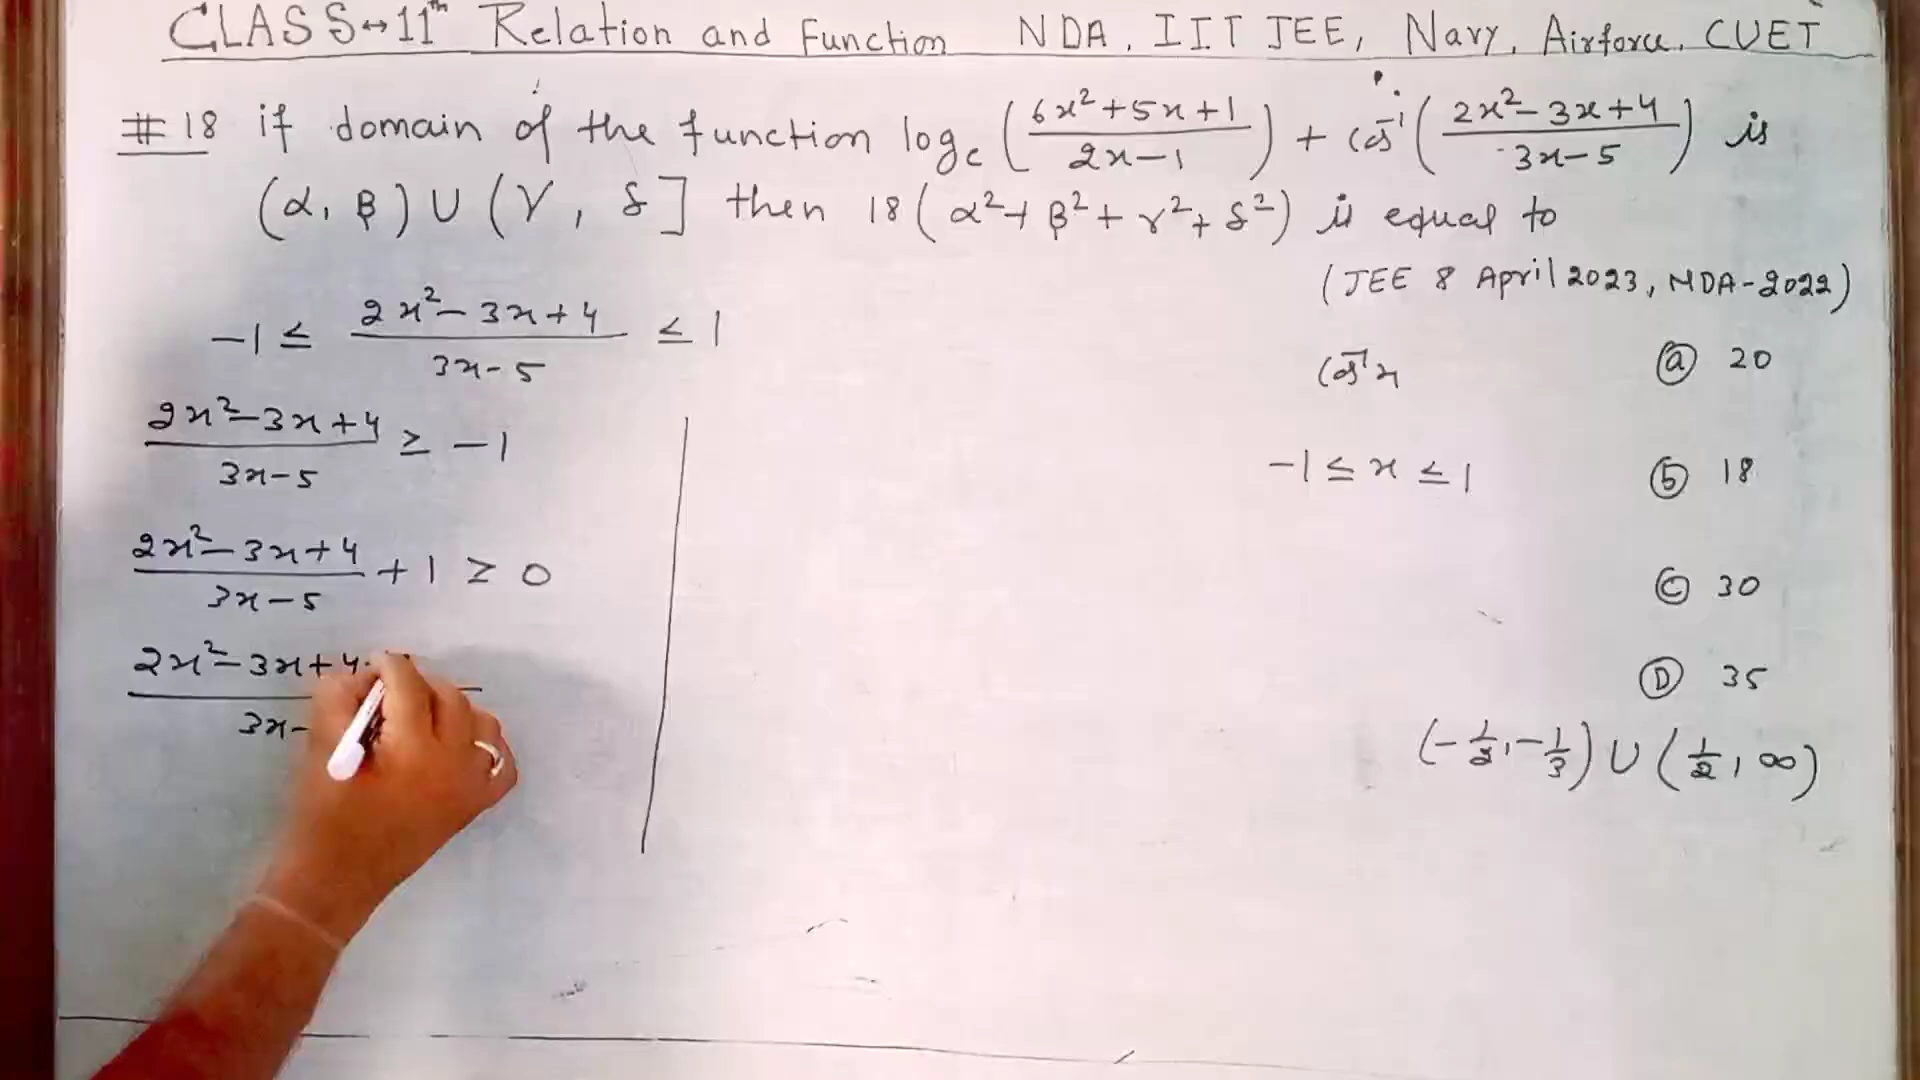 CLASS→11th Relation and Function NDA, IIT JEE, Navy, Airforce, CUET
#18 if domain of the function logₑ ((6x²+5x+1)/(2x-1)) + cos⁻¹ ((2x²-3x+4)/(3x-5)) is
(α, β) ∪ (γ, δ] then 18(α²+β²+γ²+δ²) is equal to
(JEE 8 April 2023, NDA-2022)
-1 ≤ (2x²-3x+4)/(3x-5) ≤ 1
cos⁻¹x
ⓐ 20
(2x²-3x+4)/(3x-5) ≥ -1
-1 ≤ x ≤ 1
ⓑ 18
(2x²-3x+4)/(3x-5) + 1 ≥ 0
ⓒ 30
2x²-3x+4
3x-
Ⓓ 35
(-1/2, -1/3) ∪ (1/2, ∞)